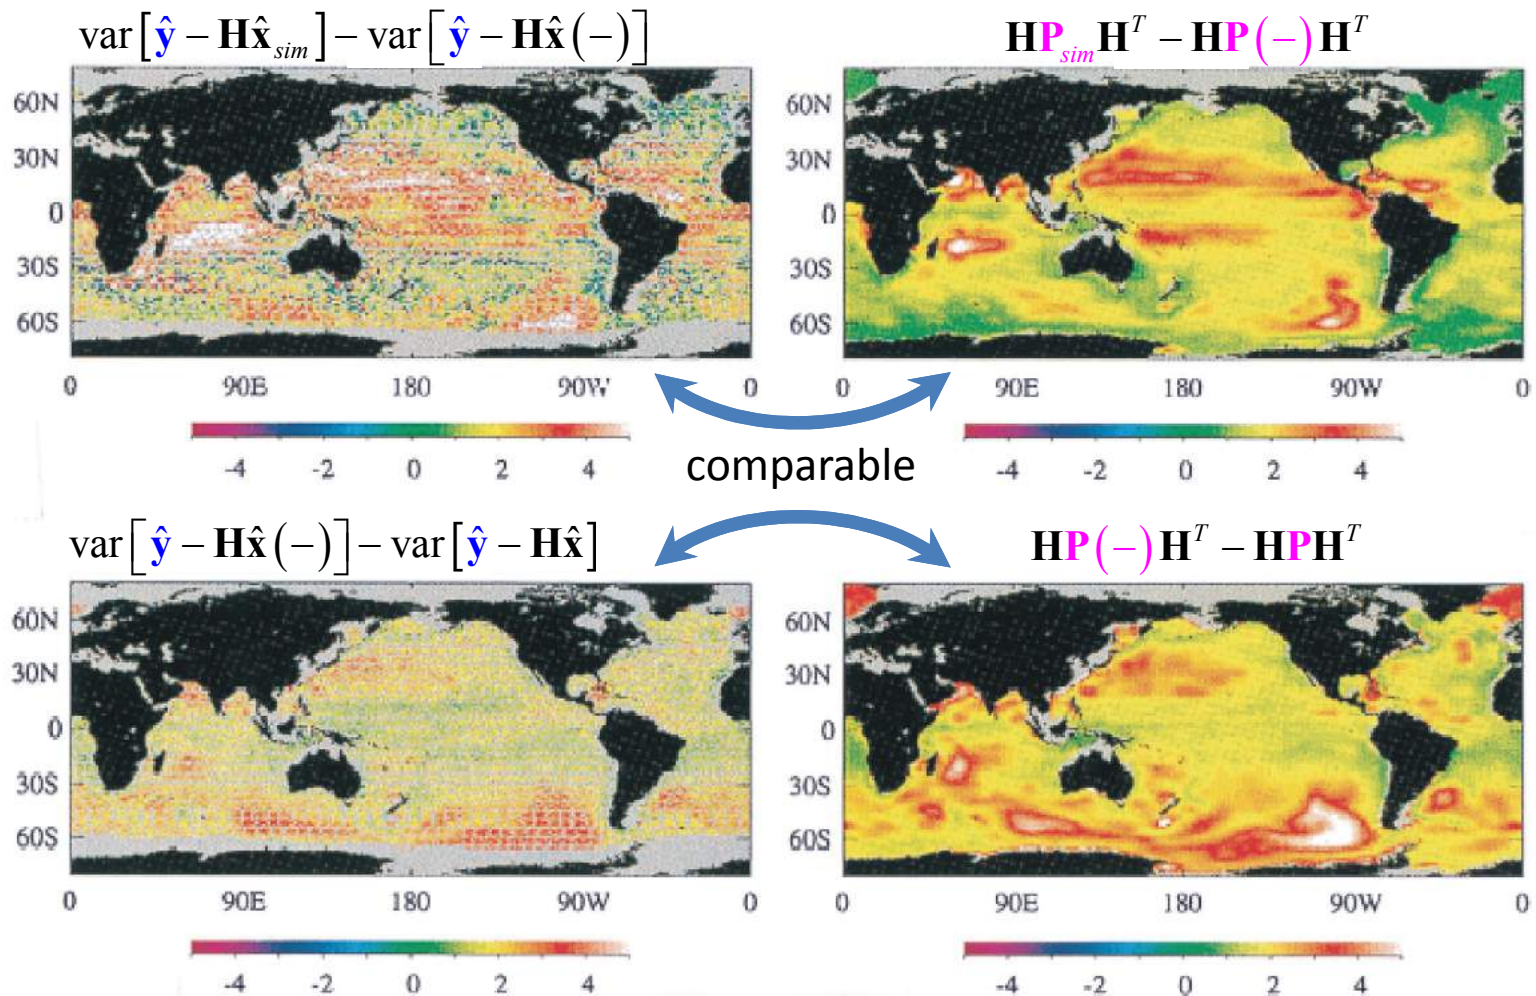 var[ŷ − Hx̂_sim] − var[ŷ − Hx̂(−)]
HP_simH^T − HP(−)H^T
60N
30N
0
30S
60S
0 90E 180 90W 0
-4 -2 0 2 4
60N
30N
0
30S
60S
0 90E 180 90W 0
-4 -2 0 2 4
comparable
var[ŷ − Hx̂(−)] − var[ŷ − Hx̂]
HP(−)H^T − HPH^T
60N
30N
0
30S
60S
0 90E 180 90W 0
-4 -2 0 2 4
60N
30N
0
30S
60S
0 90E 180 90W 0
-4 -2 0 2 4